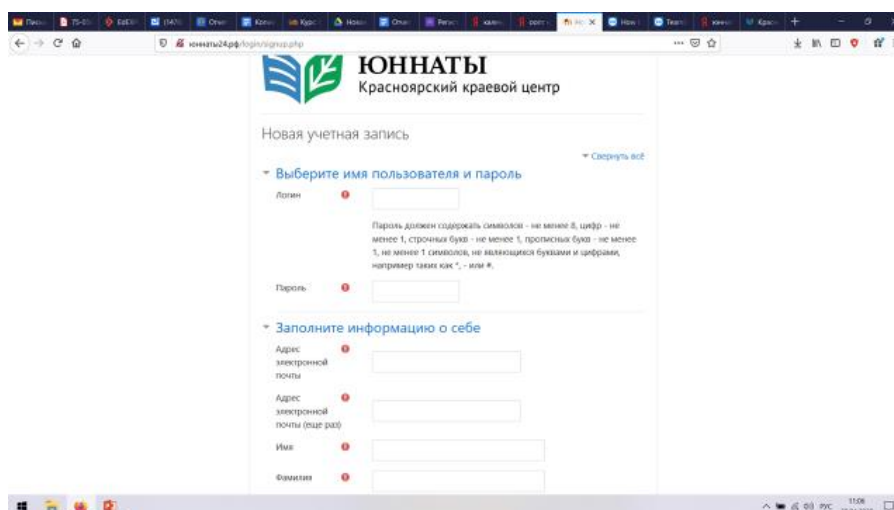 юннаты24.рф/login/signup.php
ЮННАТЫ
Красноярский краевой центр
Новая учетная запись
Свернуть всё
Выберите имя пользователя и пароль
Логин
Пароль должен содержать символов - не менее 8, цифр - не
менее 1, строчных букв - не менее 1, прописных букв - не менее
1, не менее 1 символов, не являющихся буквами и цифрами,
например таких как *, - или #.
Пароль
Заполните информацию о себе
Адрес
электронной
почты
Адрес
электронной
почты (еще раз)
Имя
Фамилия
РУС
11:06